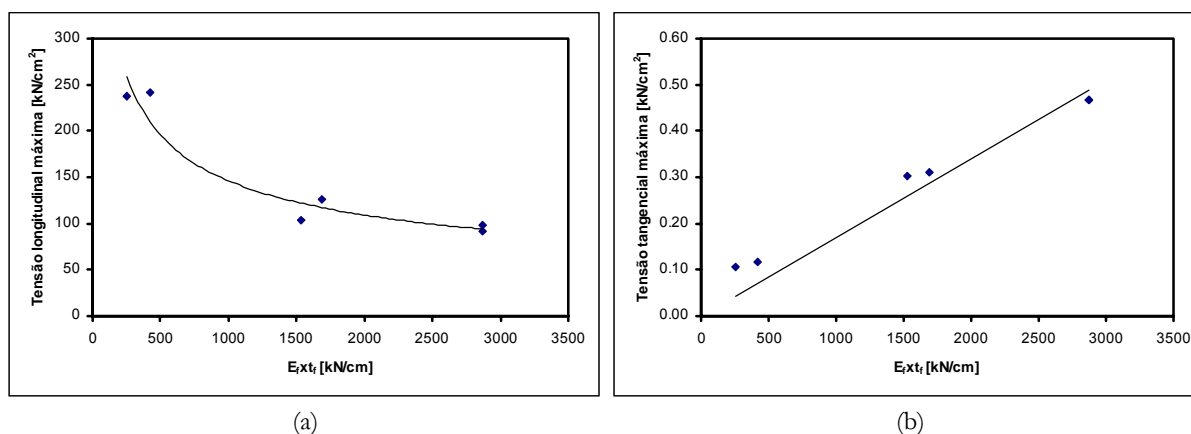 Tensão longitudinal máxima [kN/cm²]
300
250
200
150
100
50
0
0 500 1000 1500 2000 2500 3000 3500
E_fxt_f [kN/cm]
(a)
Tensão tangencial máxima [kN/cm²]
0.60
0.50
0.40
0.30
0.20
0.10
0.00
0 500 1000 1500 2000 2500 3000 3500
E_fxt_f [kN/cm]
(b)